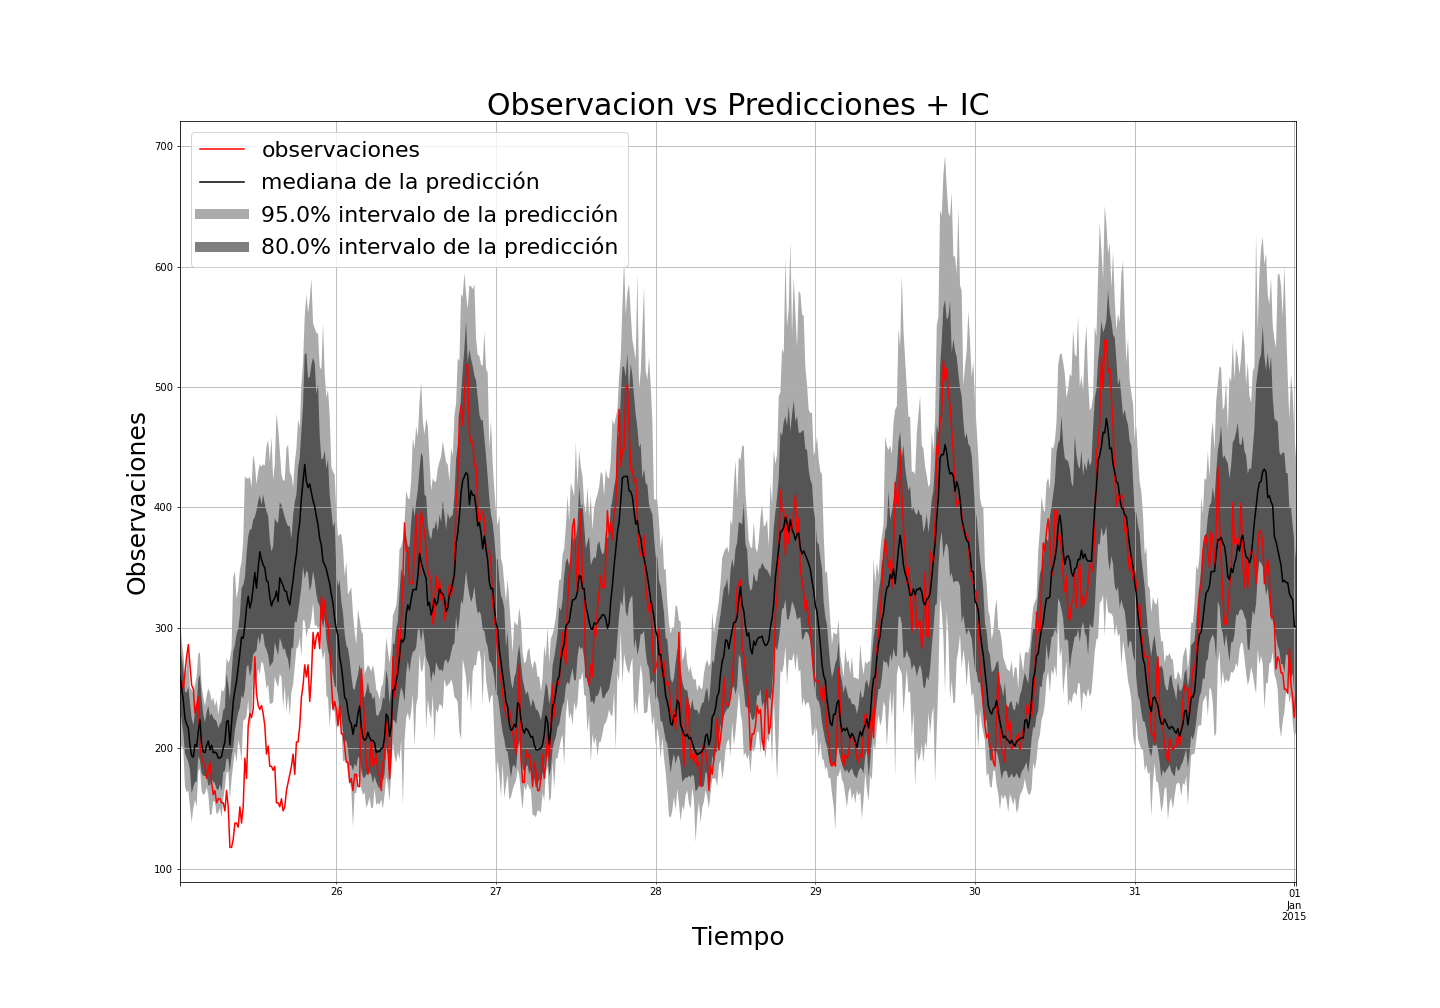 Observacion vs Predicciones + IC
observaciones
mediana de la predicción
95.0% intervalo de la predicción
80.0% intervalo de la predicción
Observaciones
700
600
500
400
300
200
100
26
27
28
29
30
31
01
Jan
2015
Tiempo